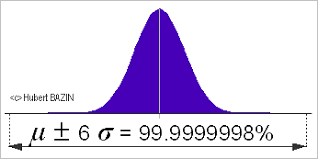 <c> Hubert BAZIN
μ ± 6 σ = 99.9999998%